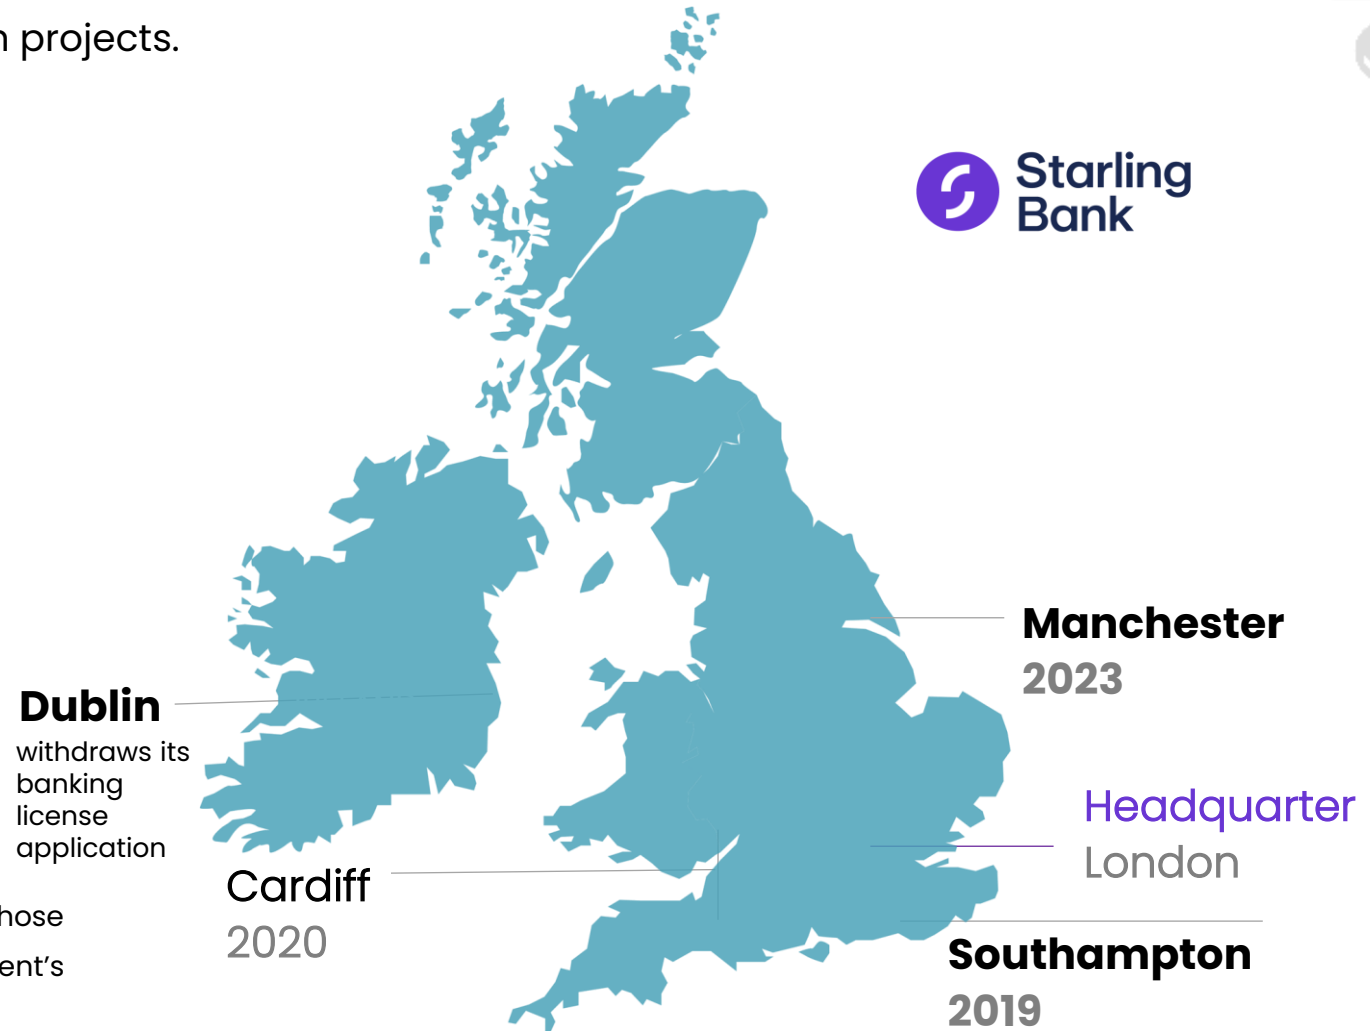 n projects.
Starling
Bank
Manchester
2023
Dublin
withdraws its
banking
license
application
Headquarter
London
Cardiff
2020
hose
ent's
Southampton
2019